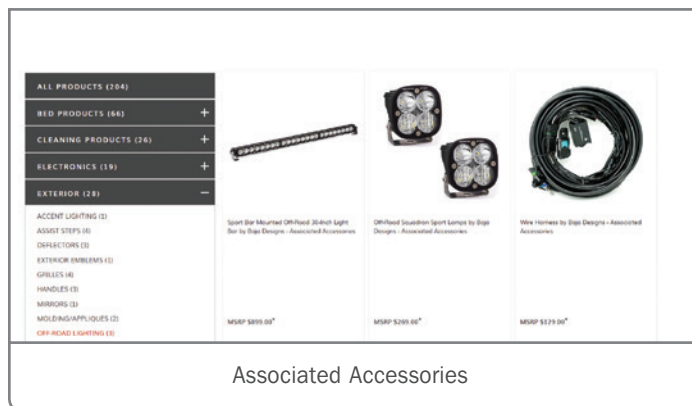 ALL PRODUCTS (204)
BED PRODUCTS (66) +
CLEANING PRODUCTS (26) +
ELECTRONICS (19) +
EXTERIOR (28) –
ACCENT LIGHTING (1)
ASSIST STEPS (6)
DEFLECTORS (3)
EXTERIOR EMBLEMS (1)
GRILLES (4)
HANDLES (3)
MIRRORS (1)
MOLDING/APPLIQUES (2)
OFF-ROAD LIGHTING (3)
Sport Bar Mounted Off-Road 30-Inch Light
Bar by Baja Designs - Associated Accessories
MSRP $899.00*
Off-Road Squadron Sport Lamps by Baja
Designs - Associated Accessories
MSRP $269.00*
Wire Harness by Baja Designs - Associated
Accessories
MSRP $129.00*
Associated Accessories